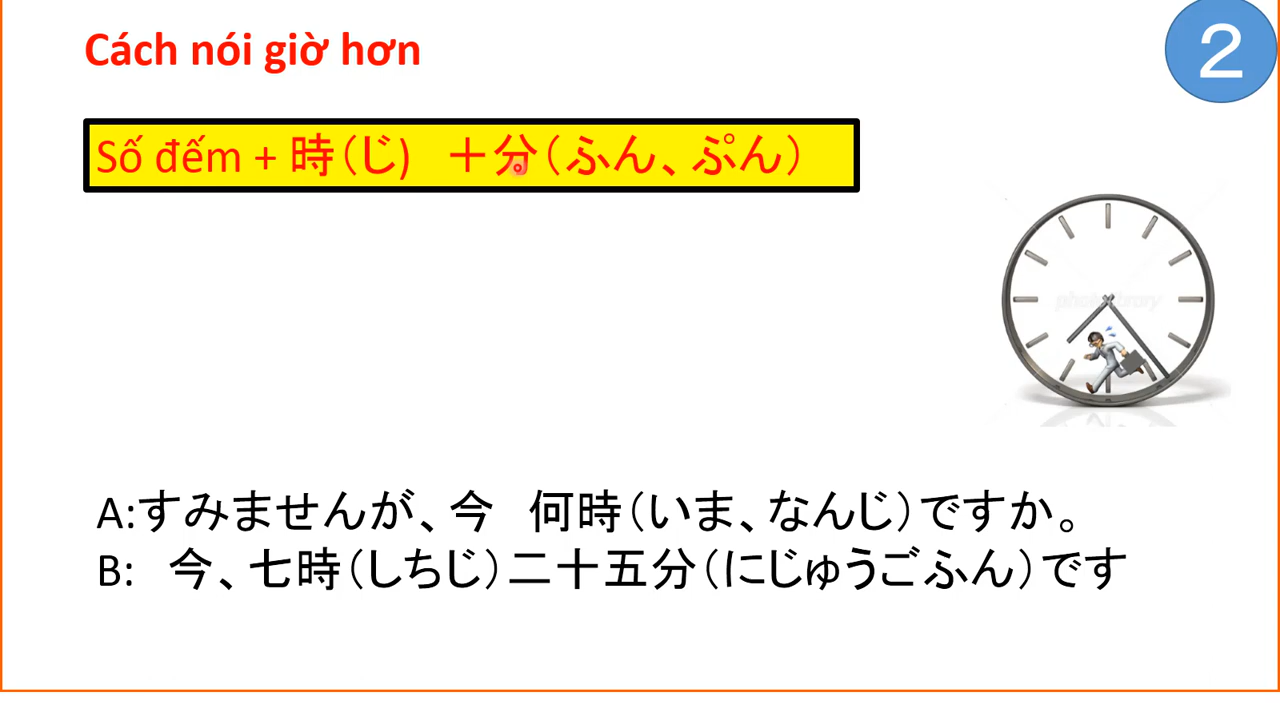 Cách nói giờ hơn
2
Số đếm + 時(じ)　＋分(ふん、ぷん)
A:すみませんが、今　何時(いま、なんじ)ですか。
B:　今、七時(しちじ)二十五分(にじゅうごふん)です